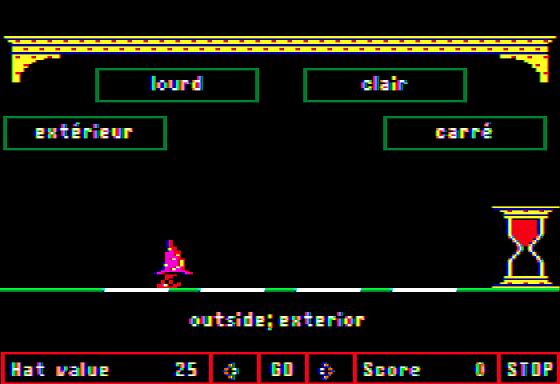 lourd clair
extérieur carré
outside; exterior
Hat value 25 GO Score 0 STOP